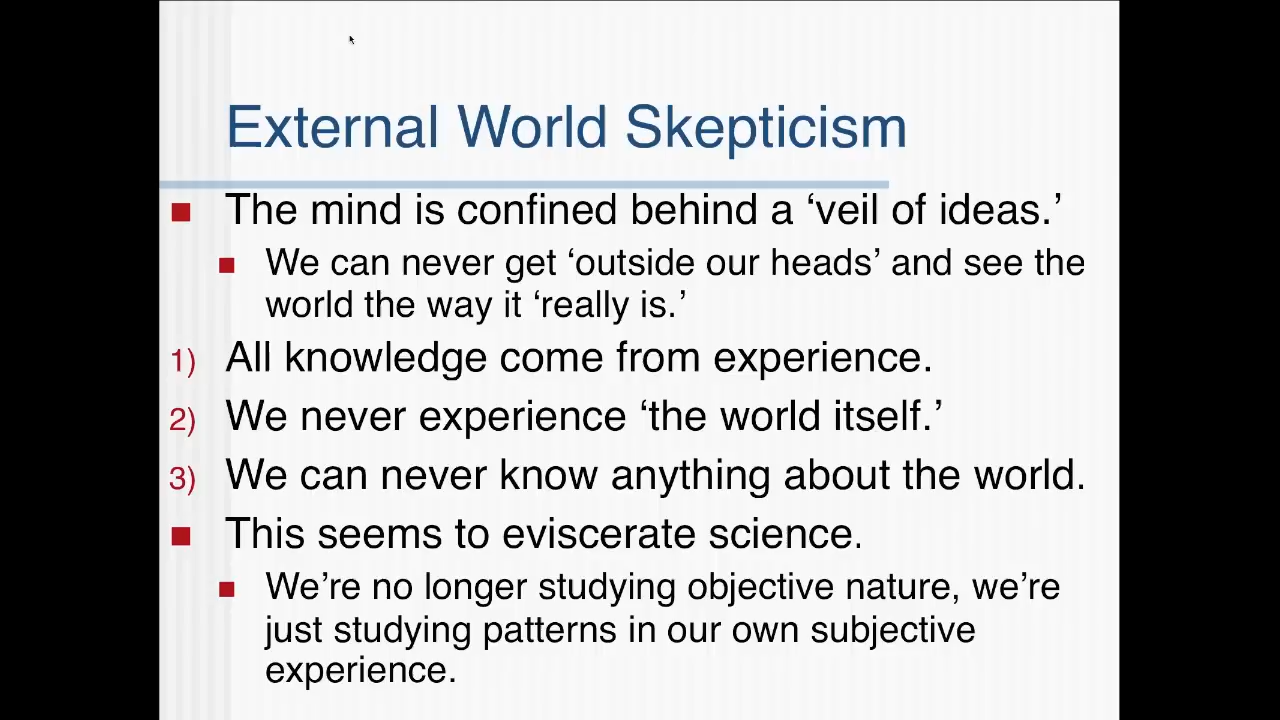 External World Skepticism
The mind is confined behind a ‘veil of ideas.’
We can never get ‘outside our heads’ and see the
world the way it ‘really is.’
1) All knowledge come from experience.
2) We never experience ‘the world itself.’
3) We can never know anything about the world.
This seems to eviscerate science.
We’re no longer studying objective nature, we’re
just studying patterns in our own subjective
experience.